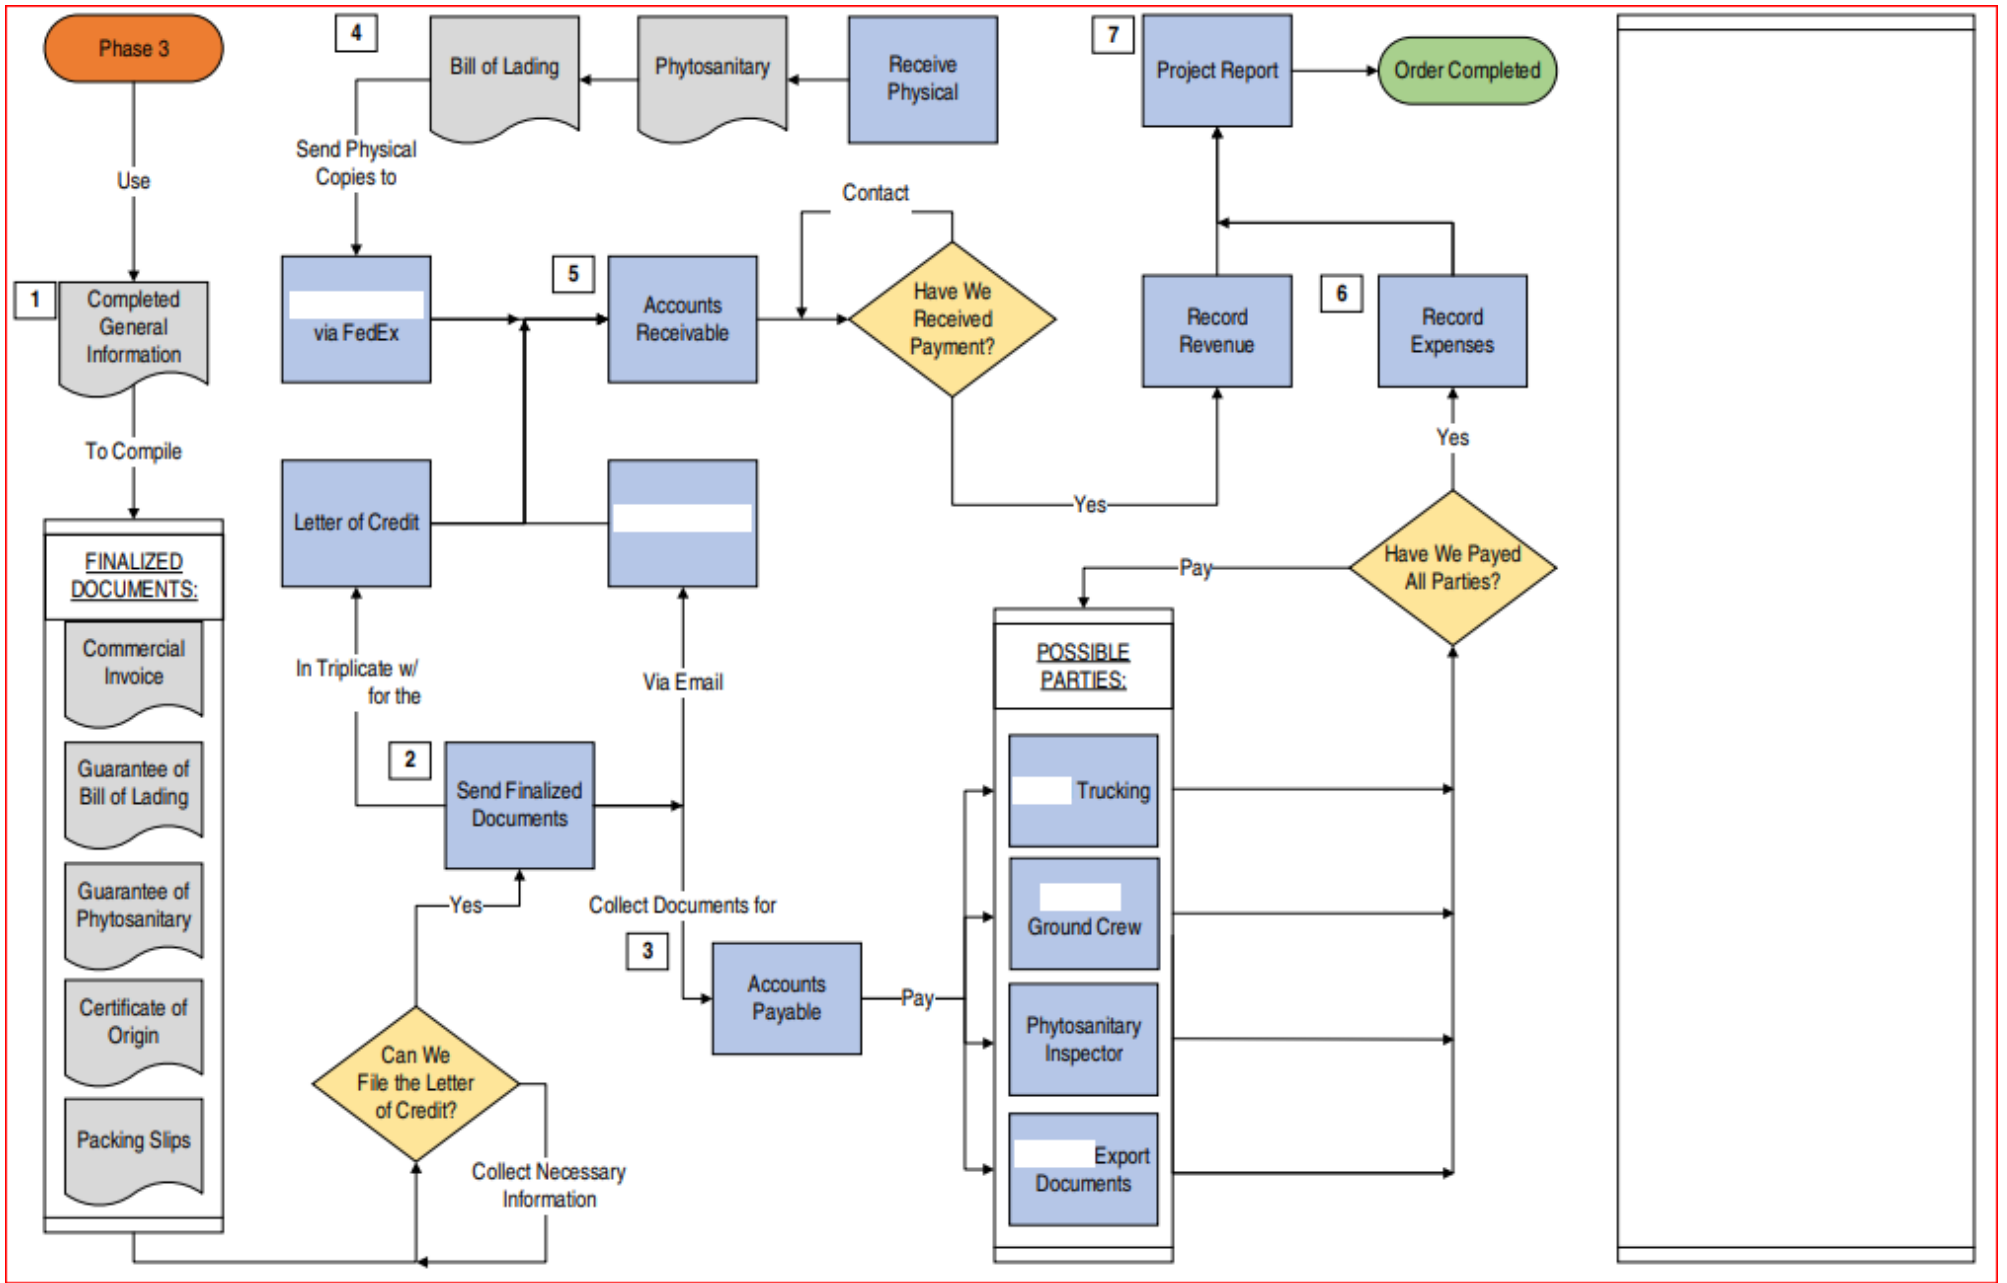 Phase 3
Use
1
Completed
General
Information
To Compile
FINALIZED
DOCUMENTS:
Commercial
Invoice
Guarantee of
Bill of Lading
Guarantee of
Phytosanitary
Certificate of
Origin
Packing Slips
4
Bill of Lading
Phytosanitary
Receive
Physical
Send Physical
Copies to
via FedEx
5
Accounts
Receivable
Contact
Have We
Received
Payment?
Yes
Letter of Credit
In Triplicate w/
for the
Via Email
2
Send Finalized
Documents
Yes
Can We
File the Letter
of Credit?
Collect Necessary
Information
Collect Documents for
3
Accounts
Payable
Pay
POSSIBLE
PARTIES:
Trucking
Ground Crew
Phytosanitary
Inspector
Export
Documents
Pay
Have We Payed
All Parties?
Yes
6
Record
Expenses
Record
Revenue
7
Project Report
Order Completed